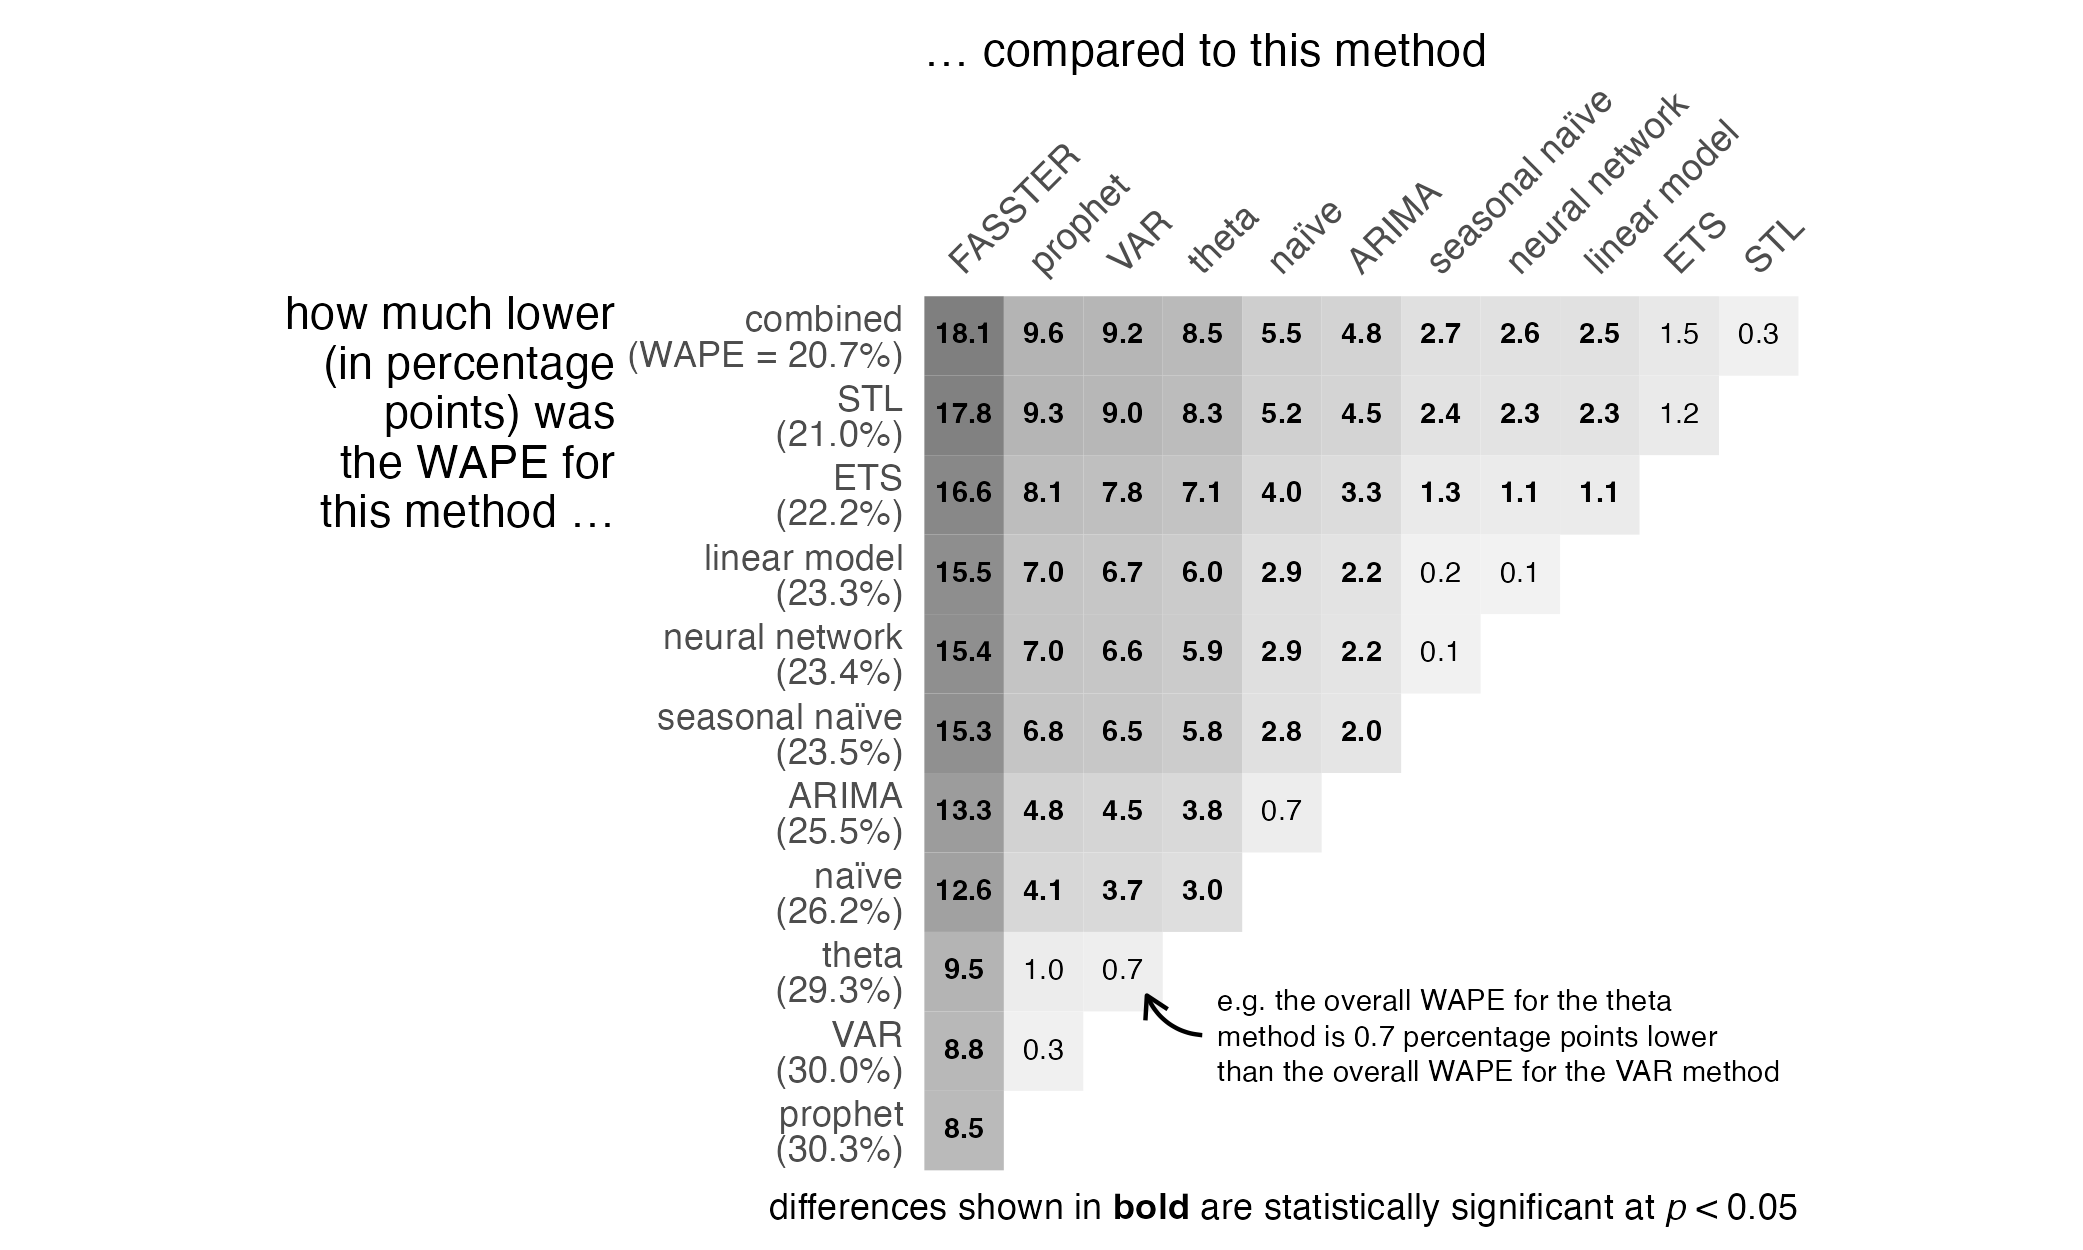 … compared to this method
FASSTER
prophet
VAR
theta
naïve
ARIMA
seasonal naïve
neural network
linear model
ETS
STL
how much lower
(in percentage
points) was
the WAPE for
this method …
combined
(WAPE = 20.7%)
18.1 9.6 9.2 8.5 5.5 4.8 2.7 2.6 2.5 1.5 0.3
STL
(21.0%)
17.8 9.3 9.0 8.3 5.2 4.5 2.4 2.3 2.3 1.2
ETS
(22.2%)
16.6 8.1 7.8 7.1 4.0 3.3 1.3 1.1 1.1
linear model
(23.3%)
15.5 7.0 6.7 6.0 2.9 2.2 0.2 0.1
neural network
(23.4%)
15.4 7.0 6.6 5.9 2.9 2.2 0.1
seasonal naïve
(23.5%)
15.3 6.8 6.5 5.8 2.8 2.0
ARIMA
(25.5%)
13.3 4.8 4.5 3.8 0.7
naïve
(26.2%)
12.6 4.1 3.7 3.0
theta
(29.3%)
9.5 1.0 0.7
VAR
(30.0%)
8.8 0.3
prophet
(30.3%)
8.5
e.g. the overall WAPE for the theta
method is 0.7 percentage points lower
than the overall WAPE for the VAR method
differences shown in bold are statistically significant at p < 0.05